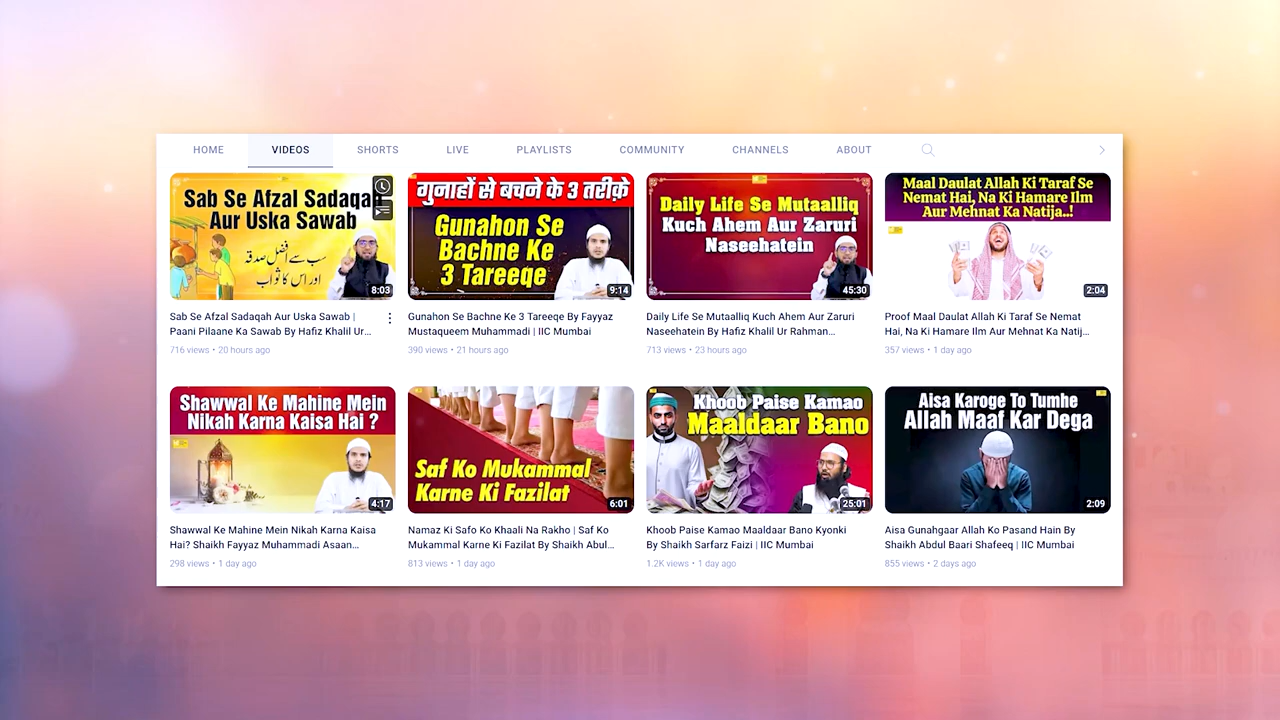 HOME VIDEOS SHORTS LIVE PLAYLISTS COMMUNITY CHANNELS ABOUT
Sab Se Afzal Sadaqah
Aur Uska Sawab
سب سے افضل صدقہ
اور اس کا ثواب
8:03
Sab Se Afzal Sadaqah Aur Uska Sawab |
Paani Pilaane Ka Sawab By Hafiz Khalil Ur...
716 views • 20 hours ago
गुनाहों से बचने के 3 तरीक़े
Gunahon Se
Bachne Ke
3 Tareeqe
9:14
Gunahon Se Bachne Ke 3 Tareeqe By Fayyaz
Mustaqueem Muhammadi | IIC Mumbai
390 views • 21 hours ago
Daily Life Se Mutaalliq
Kuch Ahem Aur Zaruri
Naseehatein
45:30
Daily Life Se Mutaalliq Kuch Ahem Aur Zaruri
Naseehatein By Hafiz Khalil Ur Rahman...
713 views • 23 hours ago
Maal Daulat Allah Ki Taraf Se
Nemat Hai, Na Ki Hamare Ilm
Aur Mehnat Ka Natija..!
2:04
Proof Maal Daulat Allah Ki Taraf Se Nemat
Hai, Na Ki Hamare Ilm Aur Mehnat Ka Natij...
357 views • 1 day ago
Shawwal Ke Mahine Mein
Nikah Karna Kaisa Hai ?
4:17
Shawwal Ke Mahine Mein Nikah Karna Kaisa
Hai? Shaikh Fayyaz Muhammadi Asaan...
298 views • 1 day ago
Saf Ko Mukammal
Karne Ki Fazilat
6:01
Namaz Ki Safo Ko Khaali Na Rakho | Saf Ko
Mukammal Karne Ki Fazilat By Shaikh Abul...
813 views • 1 day ago
Khoob Paise Kamao
Maaldaar Bano
25:01
Khoob Paise Kamao Maaldaar Bano Kyonki
By Shaikh Sarfarz Faizi | IIC Mumbai
1.2K views • 1 day ago
Aisa Karoge To Tumhe
Allah Maaf Kar Dega
2:09
Aisa Gunahgaar Allah Ko Pasand Hain By
Shaikh Abdul Baari Shafeeq | IIC Mumbai
855 views • 2 days ago